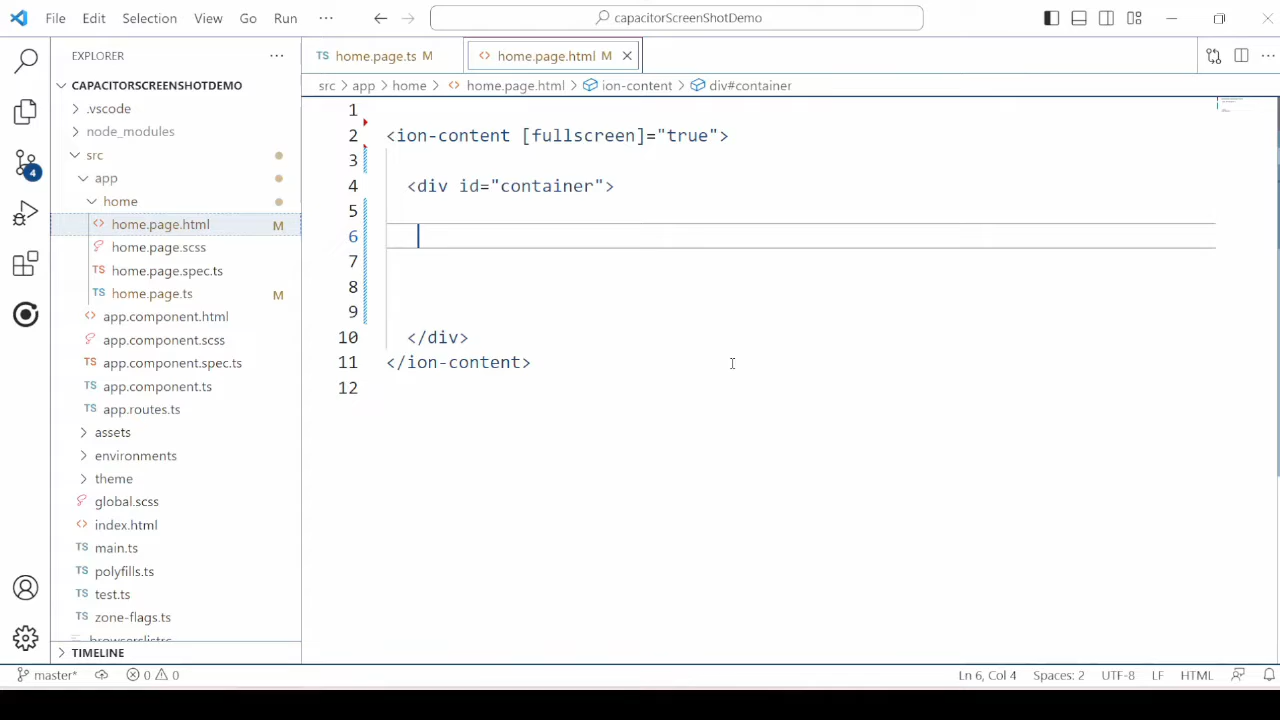 File Edit Selection View Go Run ··· capacitorScreenShotDemo
EXPLORER ···
CAPACITORSCREENSHOTDEMO
.vscode
node_modules
src
app
home
home.page.html M
home.page.scss
TS home.page.spec.ts
TS home.page.ts M
app.component.html
app.component.scss
TS app.component.spec.ts
TS app.component.ts
TS app.routes.ts
assets
environments
theme
global.scss
index.html
TS main.ts
TS polyfills.ts
TS test.ts
TS zone-flags.ts
browserslistrc
TIMELINE
4
TS home.page.ts M home.page.html M
src > app > home > home.page.html > ion-content > div#container
1
2 <ion-content [fullscreen]="true">
3
4 <div id="container">
5
6
7
8
9
10 </div>
11 </ion-content>
12
master* 0 0 Ln 6, Col 4 Spaces: 2 UTF-8 LF HTML